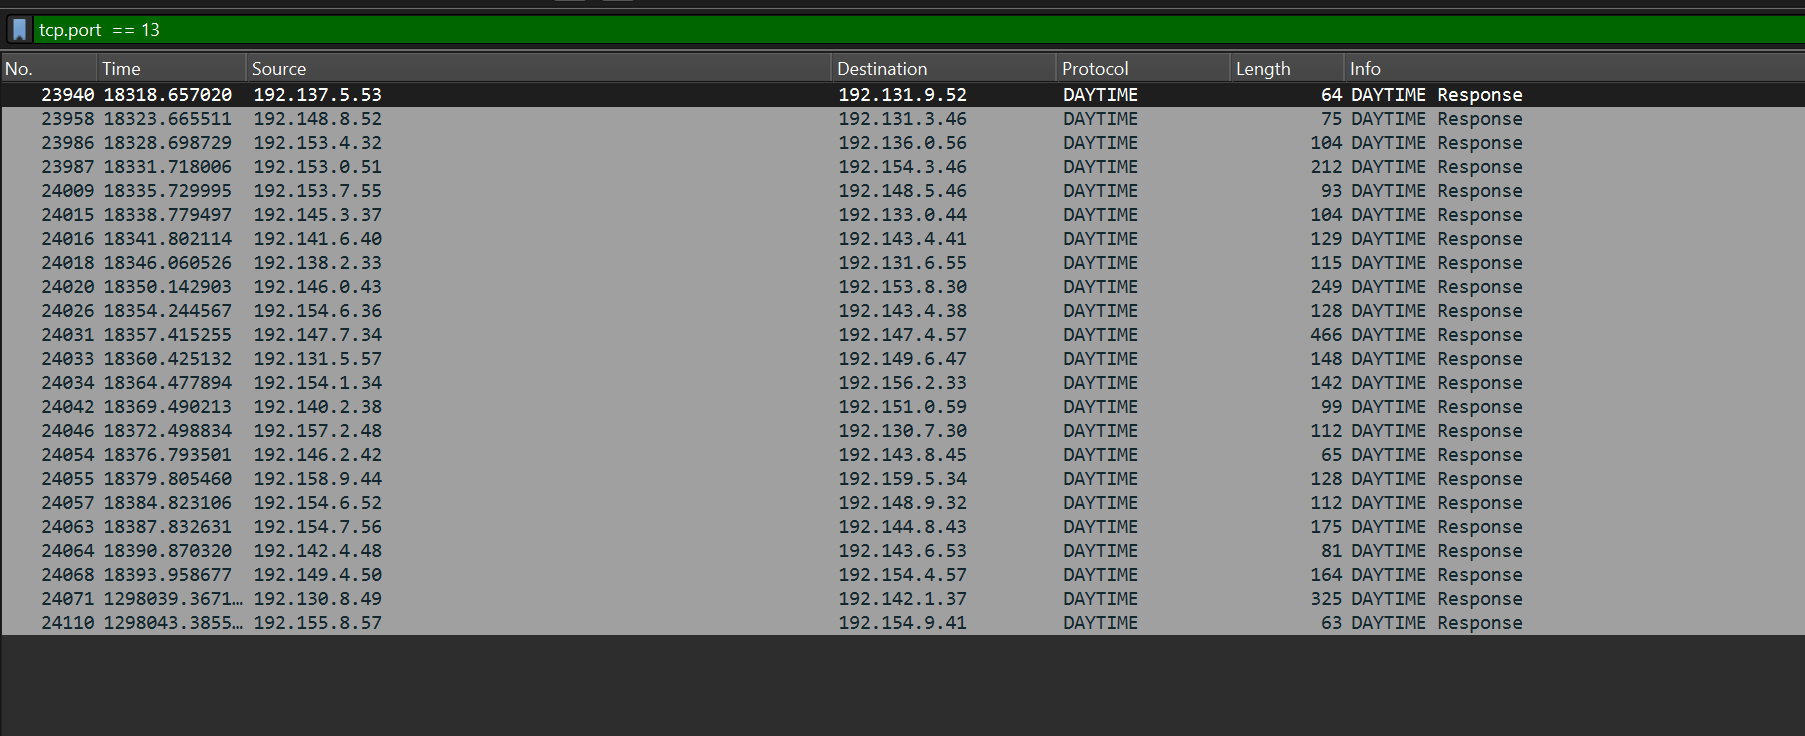 tcp.port == 13
No. Time Source Destination Protocol Length Info
23940 18318.657020 192.137.5.53 192.131.9.52 DAYTIME 64 DAYTIME Response
23958 18323.665511 192.148.8.52 192.131.3.46 DAYTIME 75 DAYTIME Response
23986 18328.698729 192.153.4.32 192.136.0.56 DAYTIME 104 DAYTIME Response
23987 18331.718006 192.153.0.51 192.154.3.46 DAYTIME 212 DAYTIME Response
24009 18335.729995 192.153.7.55 192.148.5.46 DAYTIME 93 DAYTIME Response
24015 18338.779497 192.145.3.37 192.133.0.44 DAYTIME 104 DAYTIME Response
24016 18341.802114 192.141.6.40 192.143.4.41 DAYTIME 129 DAYTIME Response
24018 18346.060526 192.138.2.33 192.131.6.55 DAYTIME 115 DAYTIME Response
24020 18350.142903 192.146.0.43 192.153.8.30 DAYTIME 249 DAYTIME Response
24026 18354.244567 192.154.6.36 192.143.4.38 DAYTIME 128 DAYTIME Response
24031 18357.415255 192.147.7.34 192.147.4.57 DAYTIME 466 DAYTIME Response
24033 18360.425132 192.131.5.57 192.149.6.47 DAYTIME 148 DAYTIME Response
24034 18364.477894 192.154.1.34 192.156.2.33 DAYTIME 142 DAYTIME Response
24042 18369.490213 192.140.2.38 192.151.0.59 DAYTIME 99 DAYTIME Response
24046 18372.498834 192.157.2.48 192.130.7.30 DAYTIME 112 DAYTIME Response
24054 18376.793501 192.146.2.42 192.143.8.45 DAYTIME 65 DAYTIME Response
24055 18379.805460 192.158.9.44 192.159.5.34 DAYTIME 128 DAYTIME Response
24057 18384.823106 192.154.6.52 192.148.9.32 DAYTIME 112 DAYTIME Response
24063 18387.832631 192.154.7.56 192.144.8.43 DAYTIME 175 DAYTIME Response
24064 18390.870320 192.142.4.48 192.143.6.53 DAYTIME 81 DAYTIME Response
24068 18393.958677 192.149.4.50 192.154.4.57 DAYTIME 164 DAYTIME Response
24071 1298039.3671… 192.130.8.49 192.142.1.37 DAYTIME 325 DAYTIME Response
24110 1298043.3855… 192.155.8.57 192.154.9.41 DAYTIME 63 DAYTIME Response